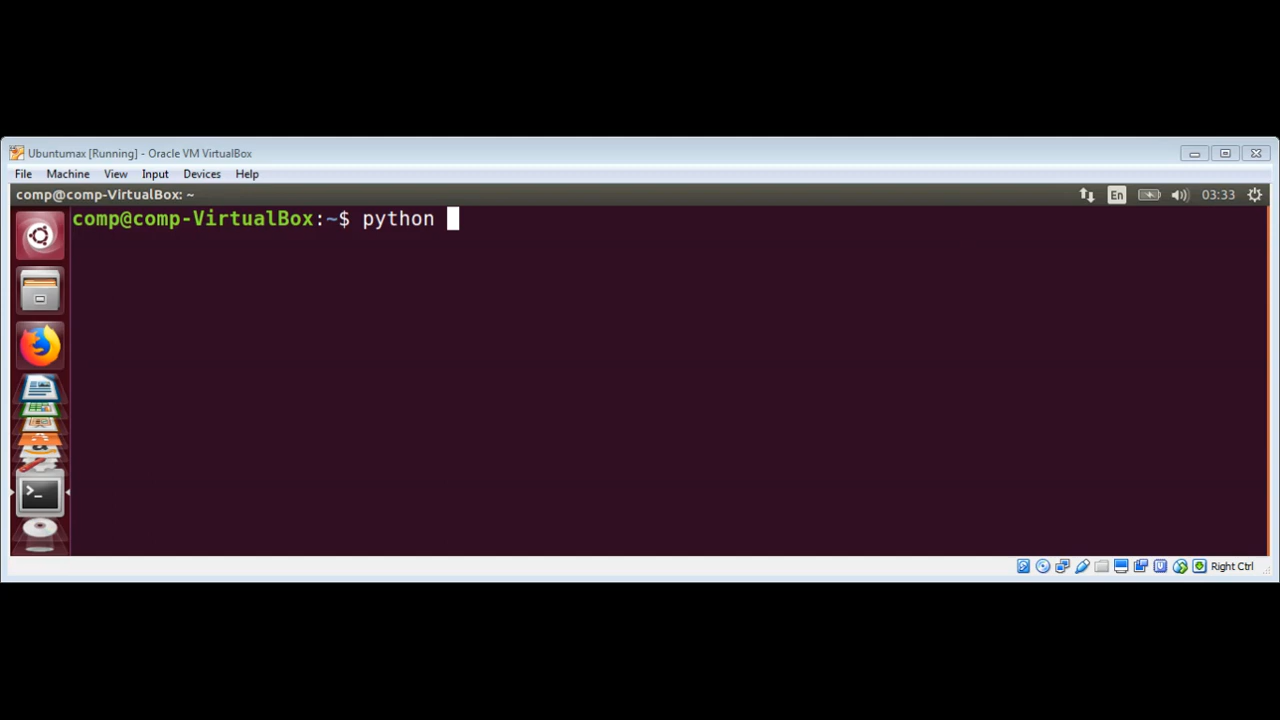 Ubuntumax [Running] - Oracle VM VirtualBox
File Machine View Input Devices Help
comp@comp-VirtualBox: ~ En 03:33
comp@comp-VirtualBox:~$ python
Right Ctrl